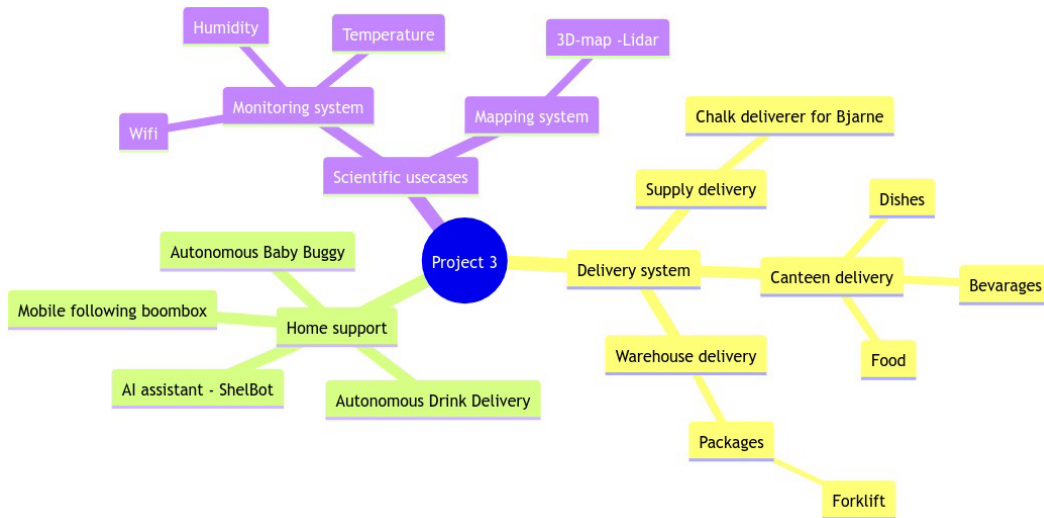 Humidity
Temperature
3D-map -Lidar
Monitoring system
Mapping system
Wifi
Chalk deliverer for Bjarne
Scientific usecases
Supply delivery
Dishes
Autonomous Baby Buggy
Project 3
Delivery system
Canteen delivery
Bevarages
Mobile following boombox
Home support
Warehouse delivery
Food
AI assistant - ShelBot
Autonomous Drink Delivery
Packages
Forklift